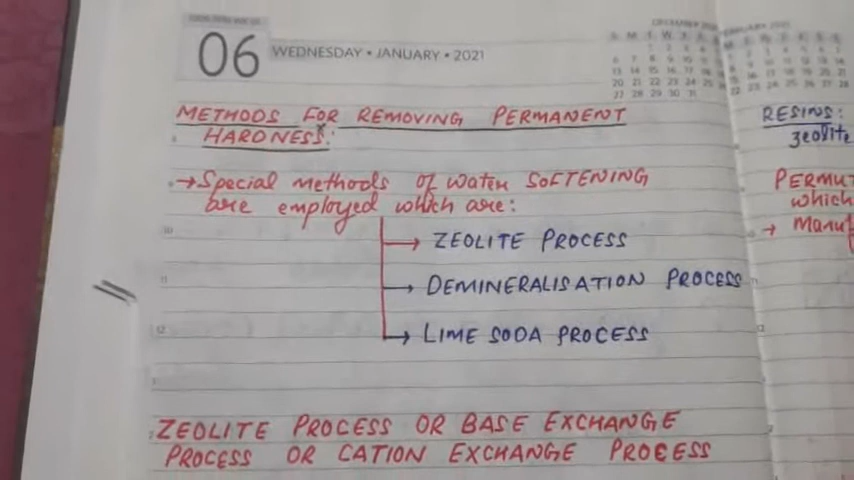 06 WEDNESDAY • JANUARY • 2021
METHODS FOR REMOVING PERMANENT
HARDNESS:
→ Special methods of water SOFTENING
are employed which are:
→ ZEOLITE PROCESS
→ DEMINERALISATION PROCESS
→ LIME SODA PROCESS
ZEOLITE PROCESS OR BASE EXCHANGE
PROCESS OR CATION EXCHANGE PROCESS
RESINS:
zeolite
PERMUT
which
→ Manuf